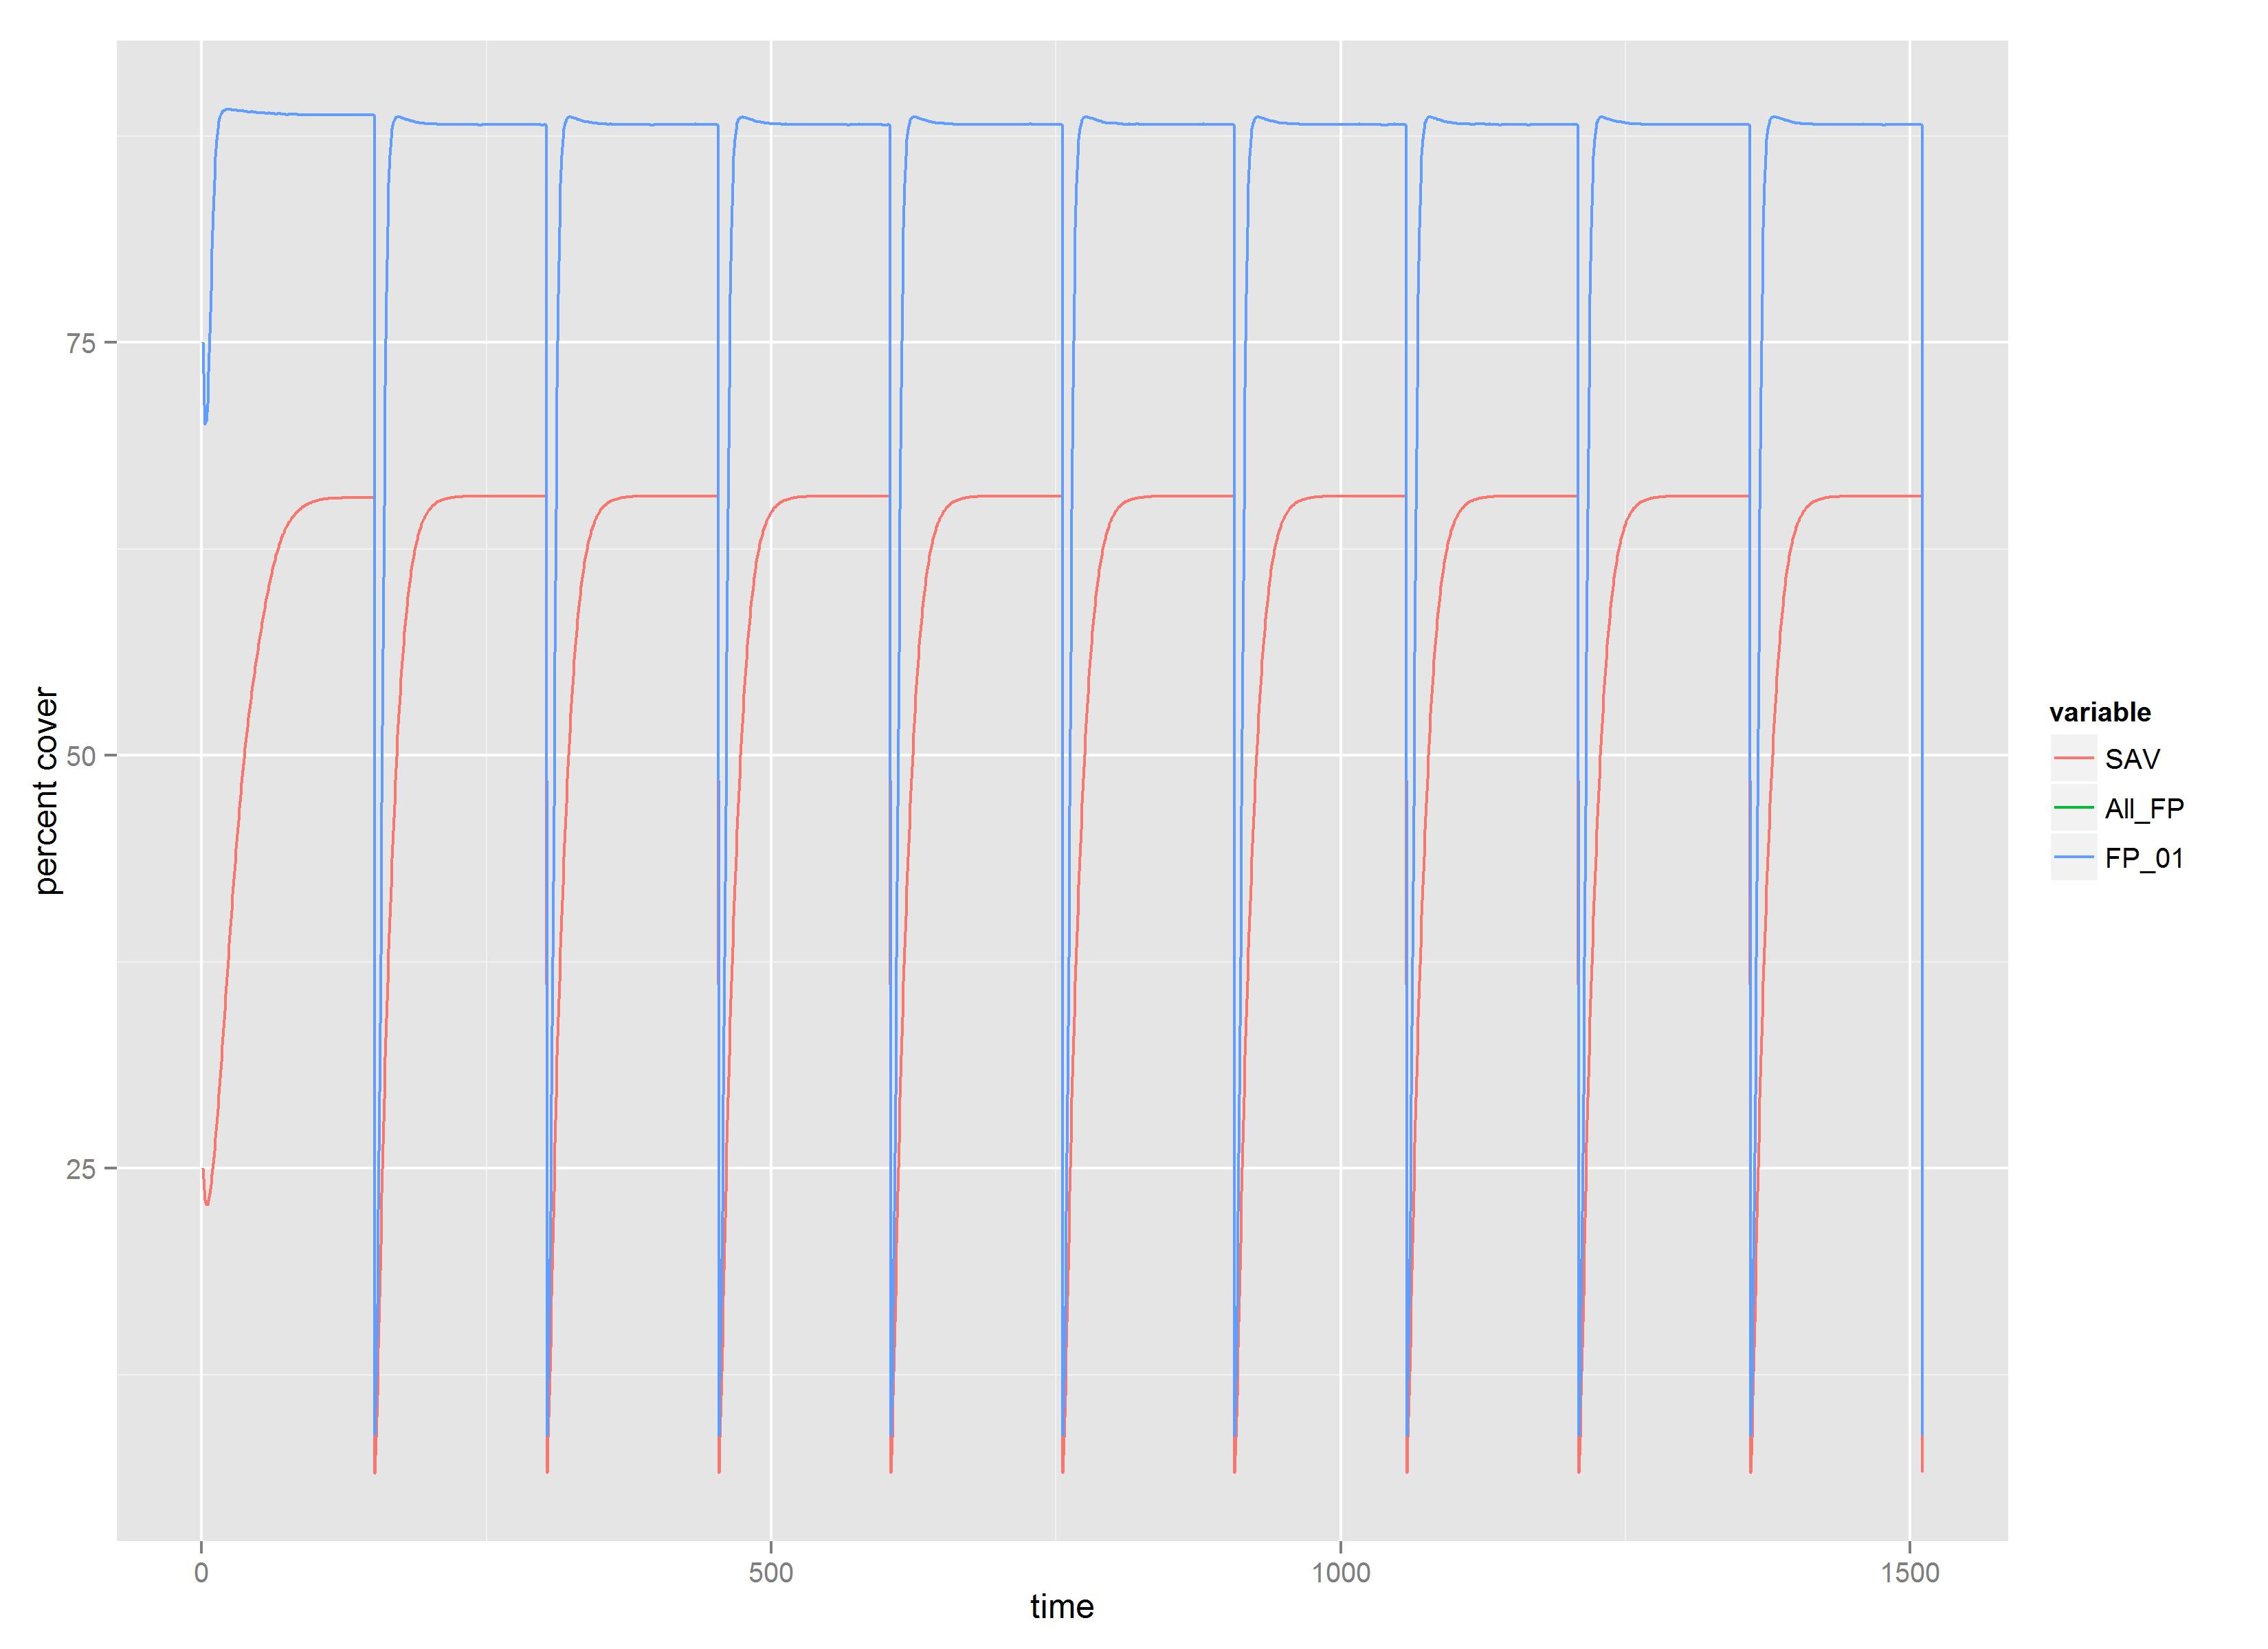 percent cover
75
50
25
0
500
1000
1500
time
variable
SAV
All_FP
FP_01